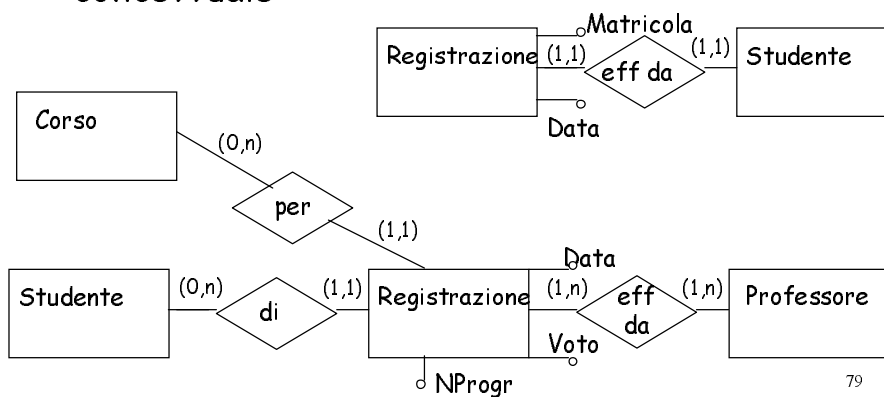 Matricola
Registrazione (1,1) eff da (1,1) Studente
Data
Corso
(0,n)
per
(1,1)
Data
Studente (0,n) di (1,1) Registrazione (1,n) eff da (1,n) Professore
Voto
NProgr
79